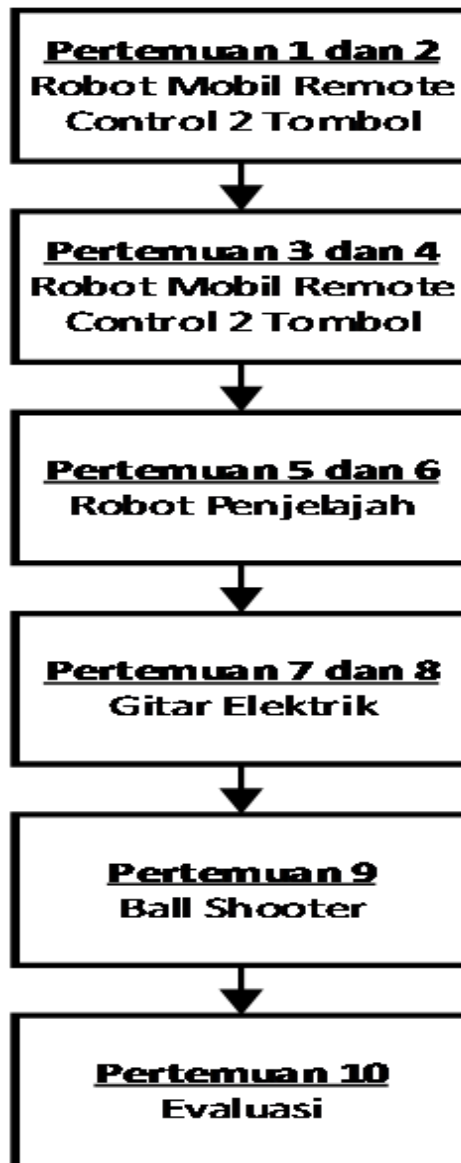 Pertemuan 1 dan 2
Robot Mobil Remote
Control 2 Tombol
Pertemuan 3 dan 4
Robot Mobil Remote
Control 2 Tombol
Pertemuan 5 dan 6
Robot Penjelajah
Pertemuan 7 dan 8
Gitar Elektrik
Pertemuan 9
Ball Shooter
Pertemuan 10
Evaluasi